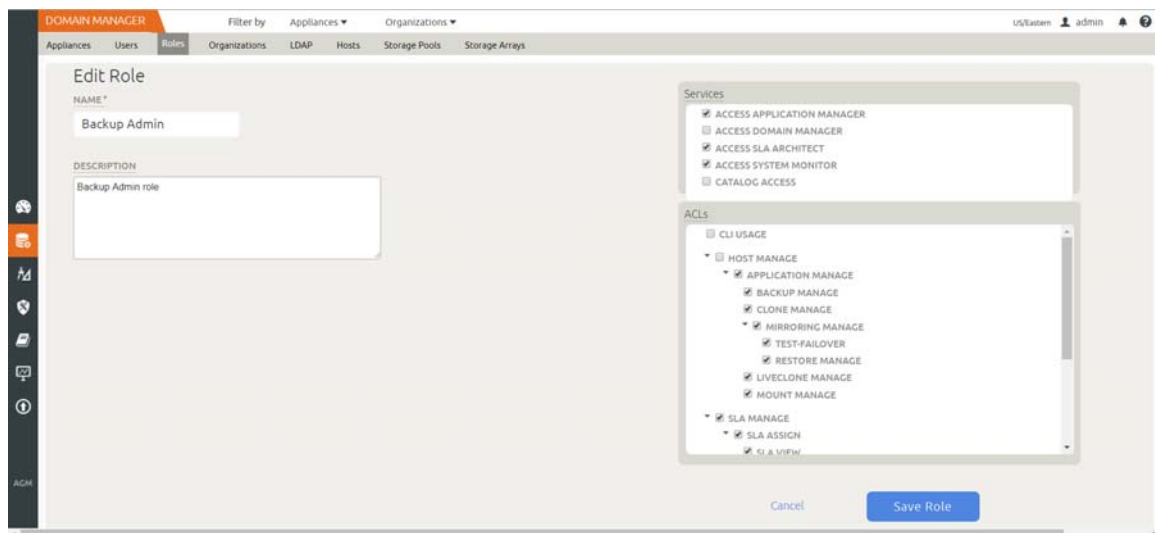 DOMAIN MANAGER Filter by Appliances ▾ Organizations ▾ US/Eastern admin
Appliances Users Roles Organizations LDAP Hosts Storage Pools Storage Arrays
Edit Role
NAME*
Backup Admin
DESCRIPTION
Backup Admin role
Services
ACCESS APPLICATION MANAGER
ACCESS DOMAIN MANAGER
ACCESS SLA ARCHITECT
ACCESS SYSTEM MONITOR
CATALOG ACCESS
ACLs
CLI USAGE
HOST MANAGE
APPLICATION MANAGE
BACKUP MANAGE
CLONE MANAGE
MIRRORING MANAGE
TEST-FAILOVER
RESTORE MANAGE
LIVECLONE MANAGE
MOUNT MANAGE
SLA MANAGE
SLA ASSIGN
SLA VIEW
AGM
Cancel Save Role